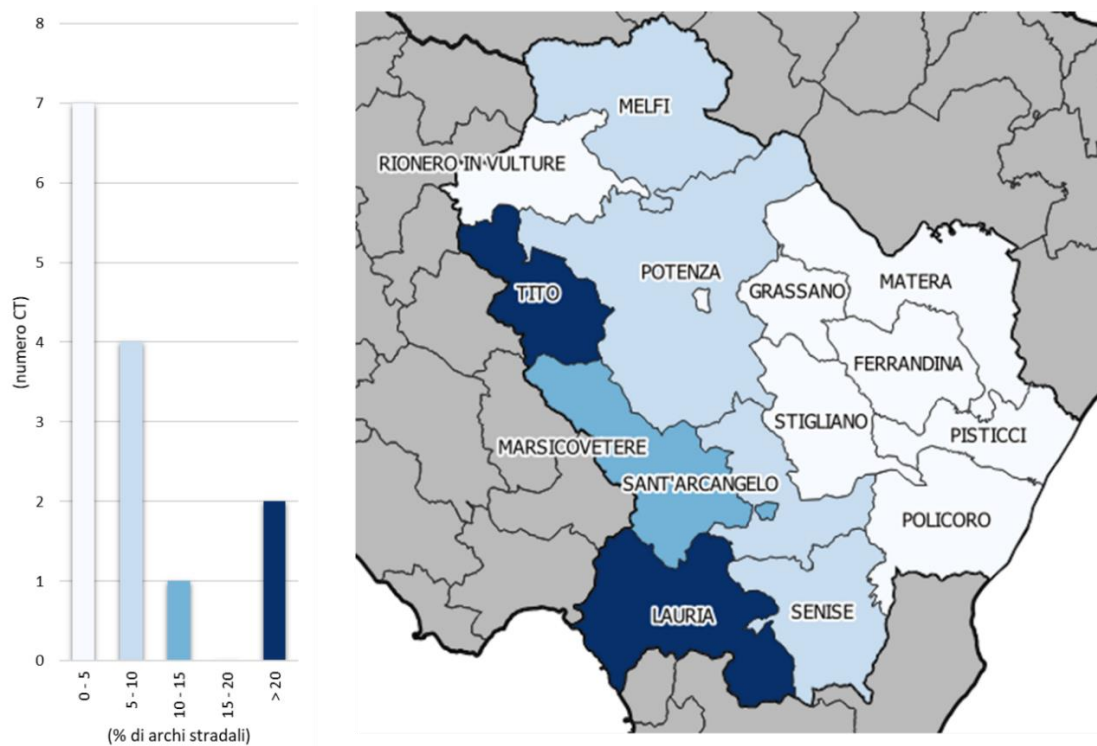 8
7
6
5
4
3
2
1
0
(numero CT)
0 - 5
5 - 10
10 - 15
15 - 20
> 20
(% di archi stradali)
MELFI
RIONERO IN VULTURE
POTENZA
TITO
GRASSANO
MATERA
FERRANDINA
STIGLIANO
PISTICCI
MARSICOVETERE
SANT'ARCANGELO
POLICORO
LAURIA
SENISE